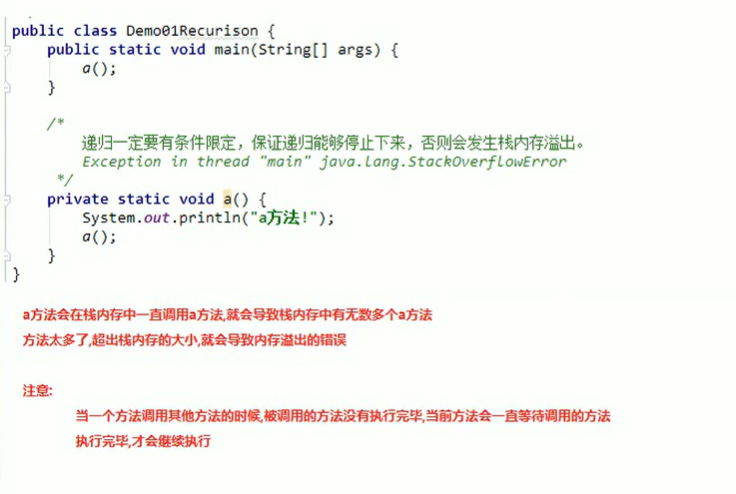 public class Demo01Recurison {
public static void main(String[] args) {
a();
}
/*
递归一定要有条件限定，保证递归能够停止下来，否则会发生栈内存溢出。
Exception in thread "main" java.lang.StackOverflowError
*/
private static void a() {
System.out.println("a方法!");
a();
}
}
a方法会在栈内存中一直调用a方法,就会导致栈内存中有无数多个a方法
方法太多了,超出栈内存的大小,就会导致内存溢出的错误
注意:
当一个方法调用其他方法的时候,被调用的方法没有执行完毕,当前方法会一直等待调用的方法
执行完毕,才会继续执行